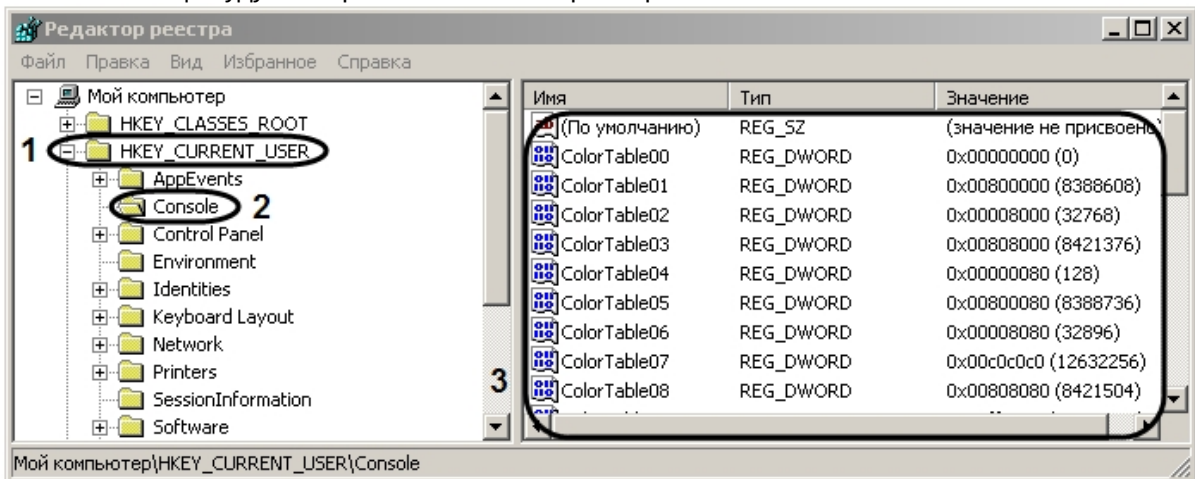 Редактор реестра
Файл Правка Вид Избранное Справка
Мой компьютер
HKEY_CLASSES_ROOT
1 HKEY_CURRENT_USER
AppEvents
Console 2
Control Panel
Environment
Identities
Keyboard Layout
Network
Printers
SessionInformation
Software
3
Имя Тип Значение
(По умолчанию) REG_SZ (значение не присвоено)
ColorTable00 REG_DWORD 0x00000000 (0)
ColorTable01 REG_DWORD 0x00800000 (8388608)
ColorTable02 REG_DWORD 0x00008000 (32768)
ColorTable03 REG_DWORD 0x00808000 (8421376)
ColorTable04 REG_DWORD 0x00000080 (128)
ColorTable05 REG_DWORD 0x00800080 (8388736)
ColorTable06 REG_DWORD 0x00008080 (32896)
ColorTable07 REG_DWORD 0x00c0c0c0 (12632256)
ColorTable08 REG_DWORD 0x00808080 (8421504)
Мой компьютер\HKEY_CURRENT_USER\Console